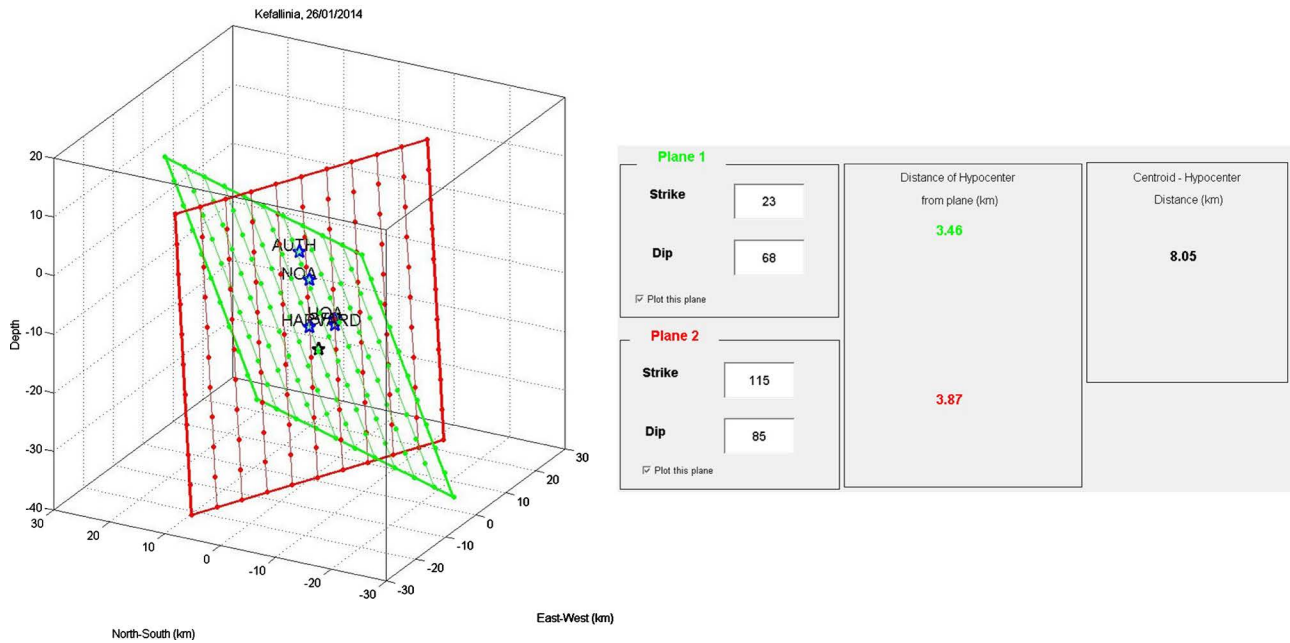 Kefallinia, 26/01/2014
20
10
0
-10
-20
-30
-40
Depth
30
20
10
0
-10
-20
-30
North-South (km)
-30
-20
-10
0
10
20
30
East-West (km)
AUTH
NOA
HARVARD
Plane 1
Strike
23
Dip
68
Plot this plane
Plane 2
Strike
115
Dip
85
Plot this plane
Distance of Hypocenter
from plane (km)
3.46
3.87
Centroid - Hypocenter
Distance (km)
8.05